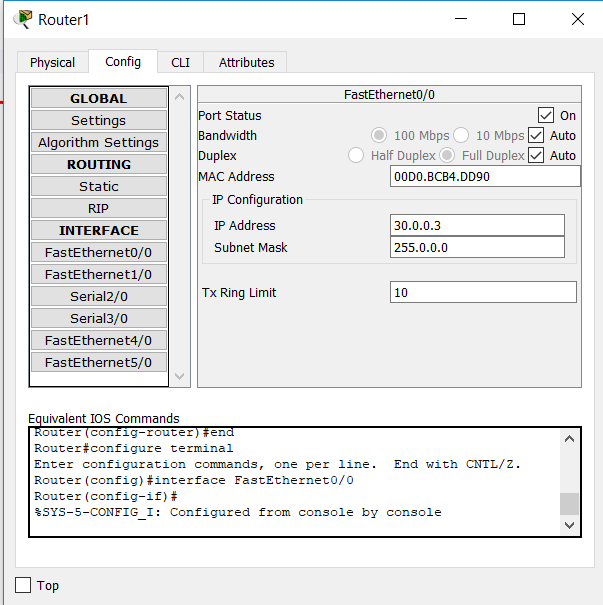 Router1
Physical Config CLI Attributes
GLOBAL
Settings
Algorithm Settings
ROUTING
Static
RIP
INTERFACE
FastEthernet0/0
FastEthernet1/0
Serial2/0
Serial3/0
FastEthernet4/0
FastEthernet5/0
FastEthernet0/0
Port Status On
Bandwidth 100 Mbps 10 Mbps Auto
Duplex Half Duplex Full Duplex Auto
MAC Address 00D0.BCB4.DD90
IP Configuration
IP Address 30.0.0.3
Subnet Mask 255.0.0.0
Tx Ring Limit 10
Equivalent IOS Commands
Router(config-router)#end
Router#configure terminal
Enter configuration commands, one per line. End with CNTL/Z.
Router(config)#interface FastEthernet0/0
Router(config-if)#
%SYS-5-CONFIG_I: Configured from console by console
Top